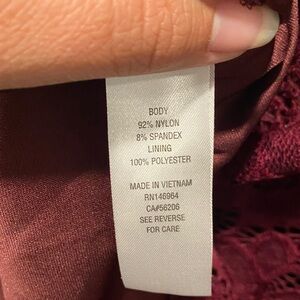 BODY
92% NYLON
8% SPANDEX
LINING
100% POLYESTER
MADE IN VIETNAM
RN146964
CA#56206
SEE REVERSE
FOR CARE